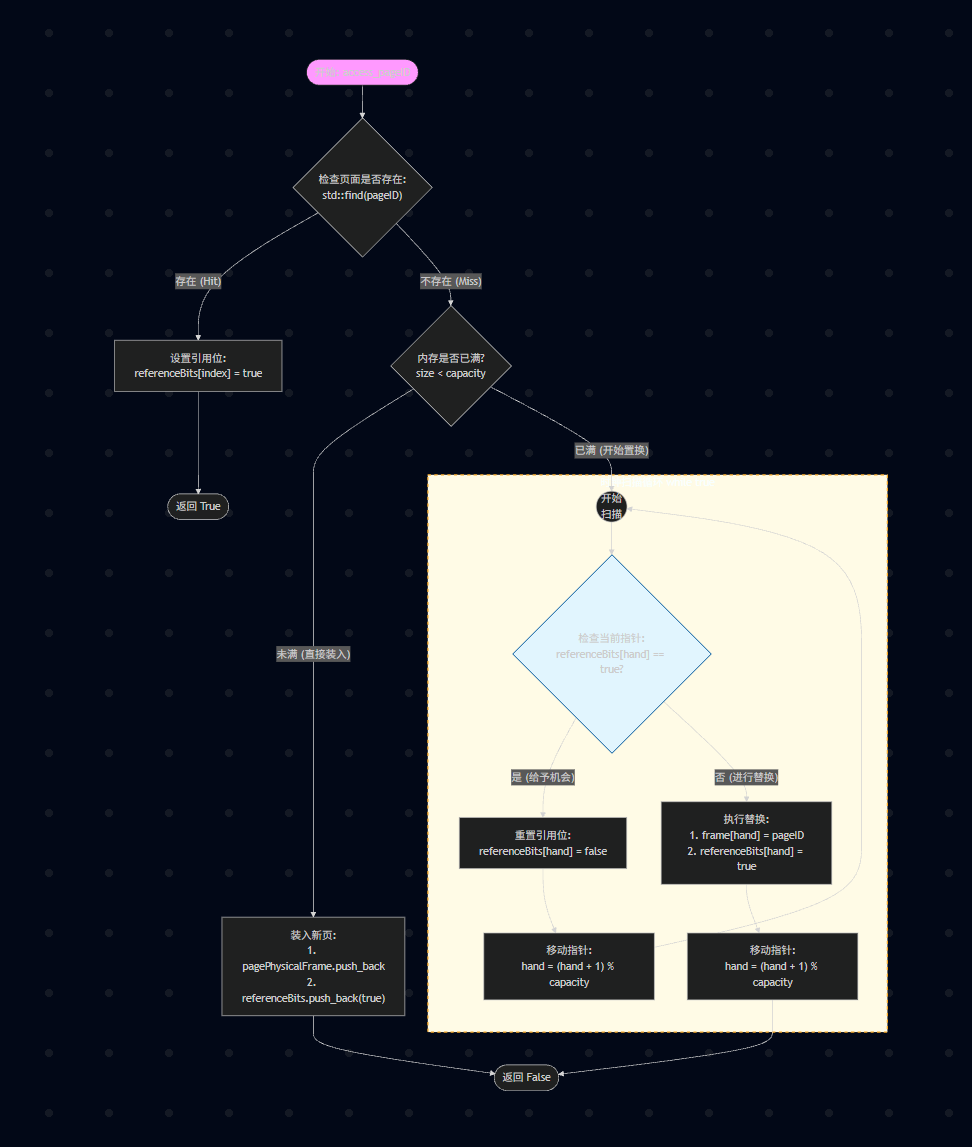 检查页面是否存在:
std::find(pageID)
存在 (Hit)
不存在 (Miss)
设置引用位:
referenceBits[index] = true
内存是否已满?
size < capacity
已满 (开始置换)
返回 True
开始
扫描
检查当前指针:
referenceBits[hand] ==
true?
未满 (直接装入)
是 (给予机会)
否 (进行替换)
重置引用位:
referenceBits[hand] = false
执行替换:
1. frame[hand] = pageID
2. referenceBits[hand] =
true
装入新页:
1.
pagePhysicalFrame.push_back
2.
referenceBits.push_back(true)
移动指针:
hand = (hand + 1) %
capacity
移动指针:
hand = (hand + 1) %
capacity
返回 False